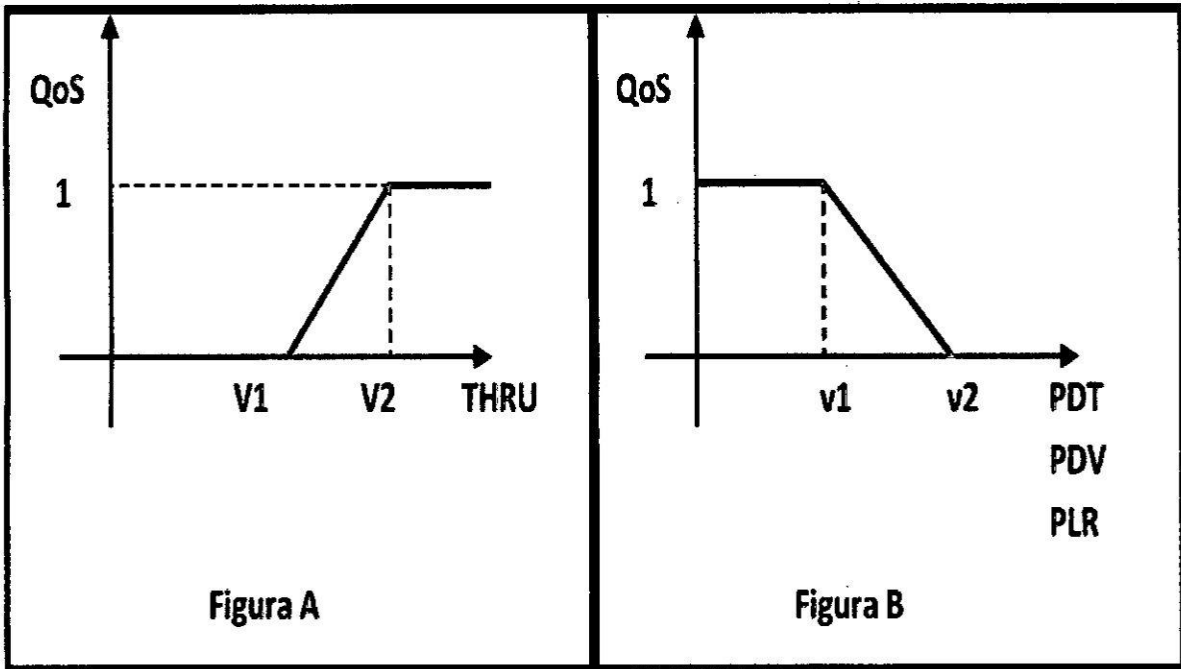 QoS
1
V1 V2 THRU
Figura A
QoS
1
v1 v2 PDT
PDV
PLR
Figura B